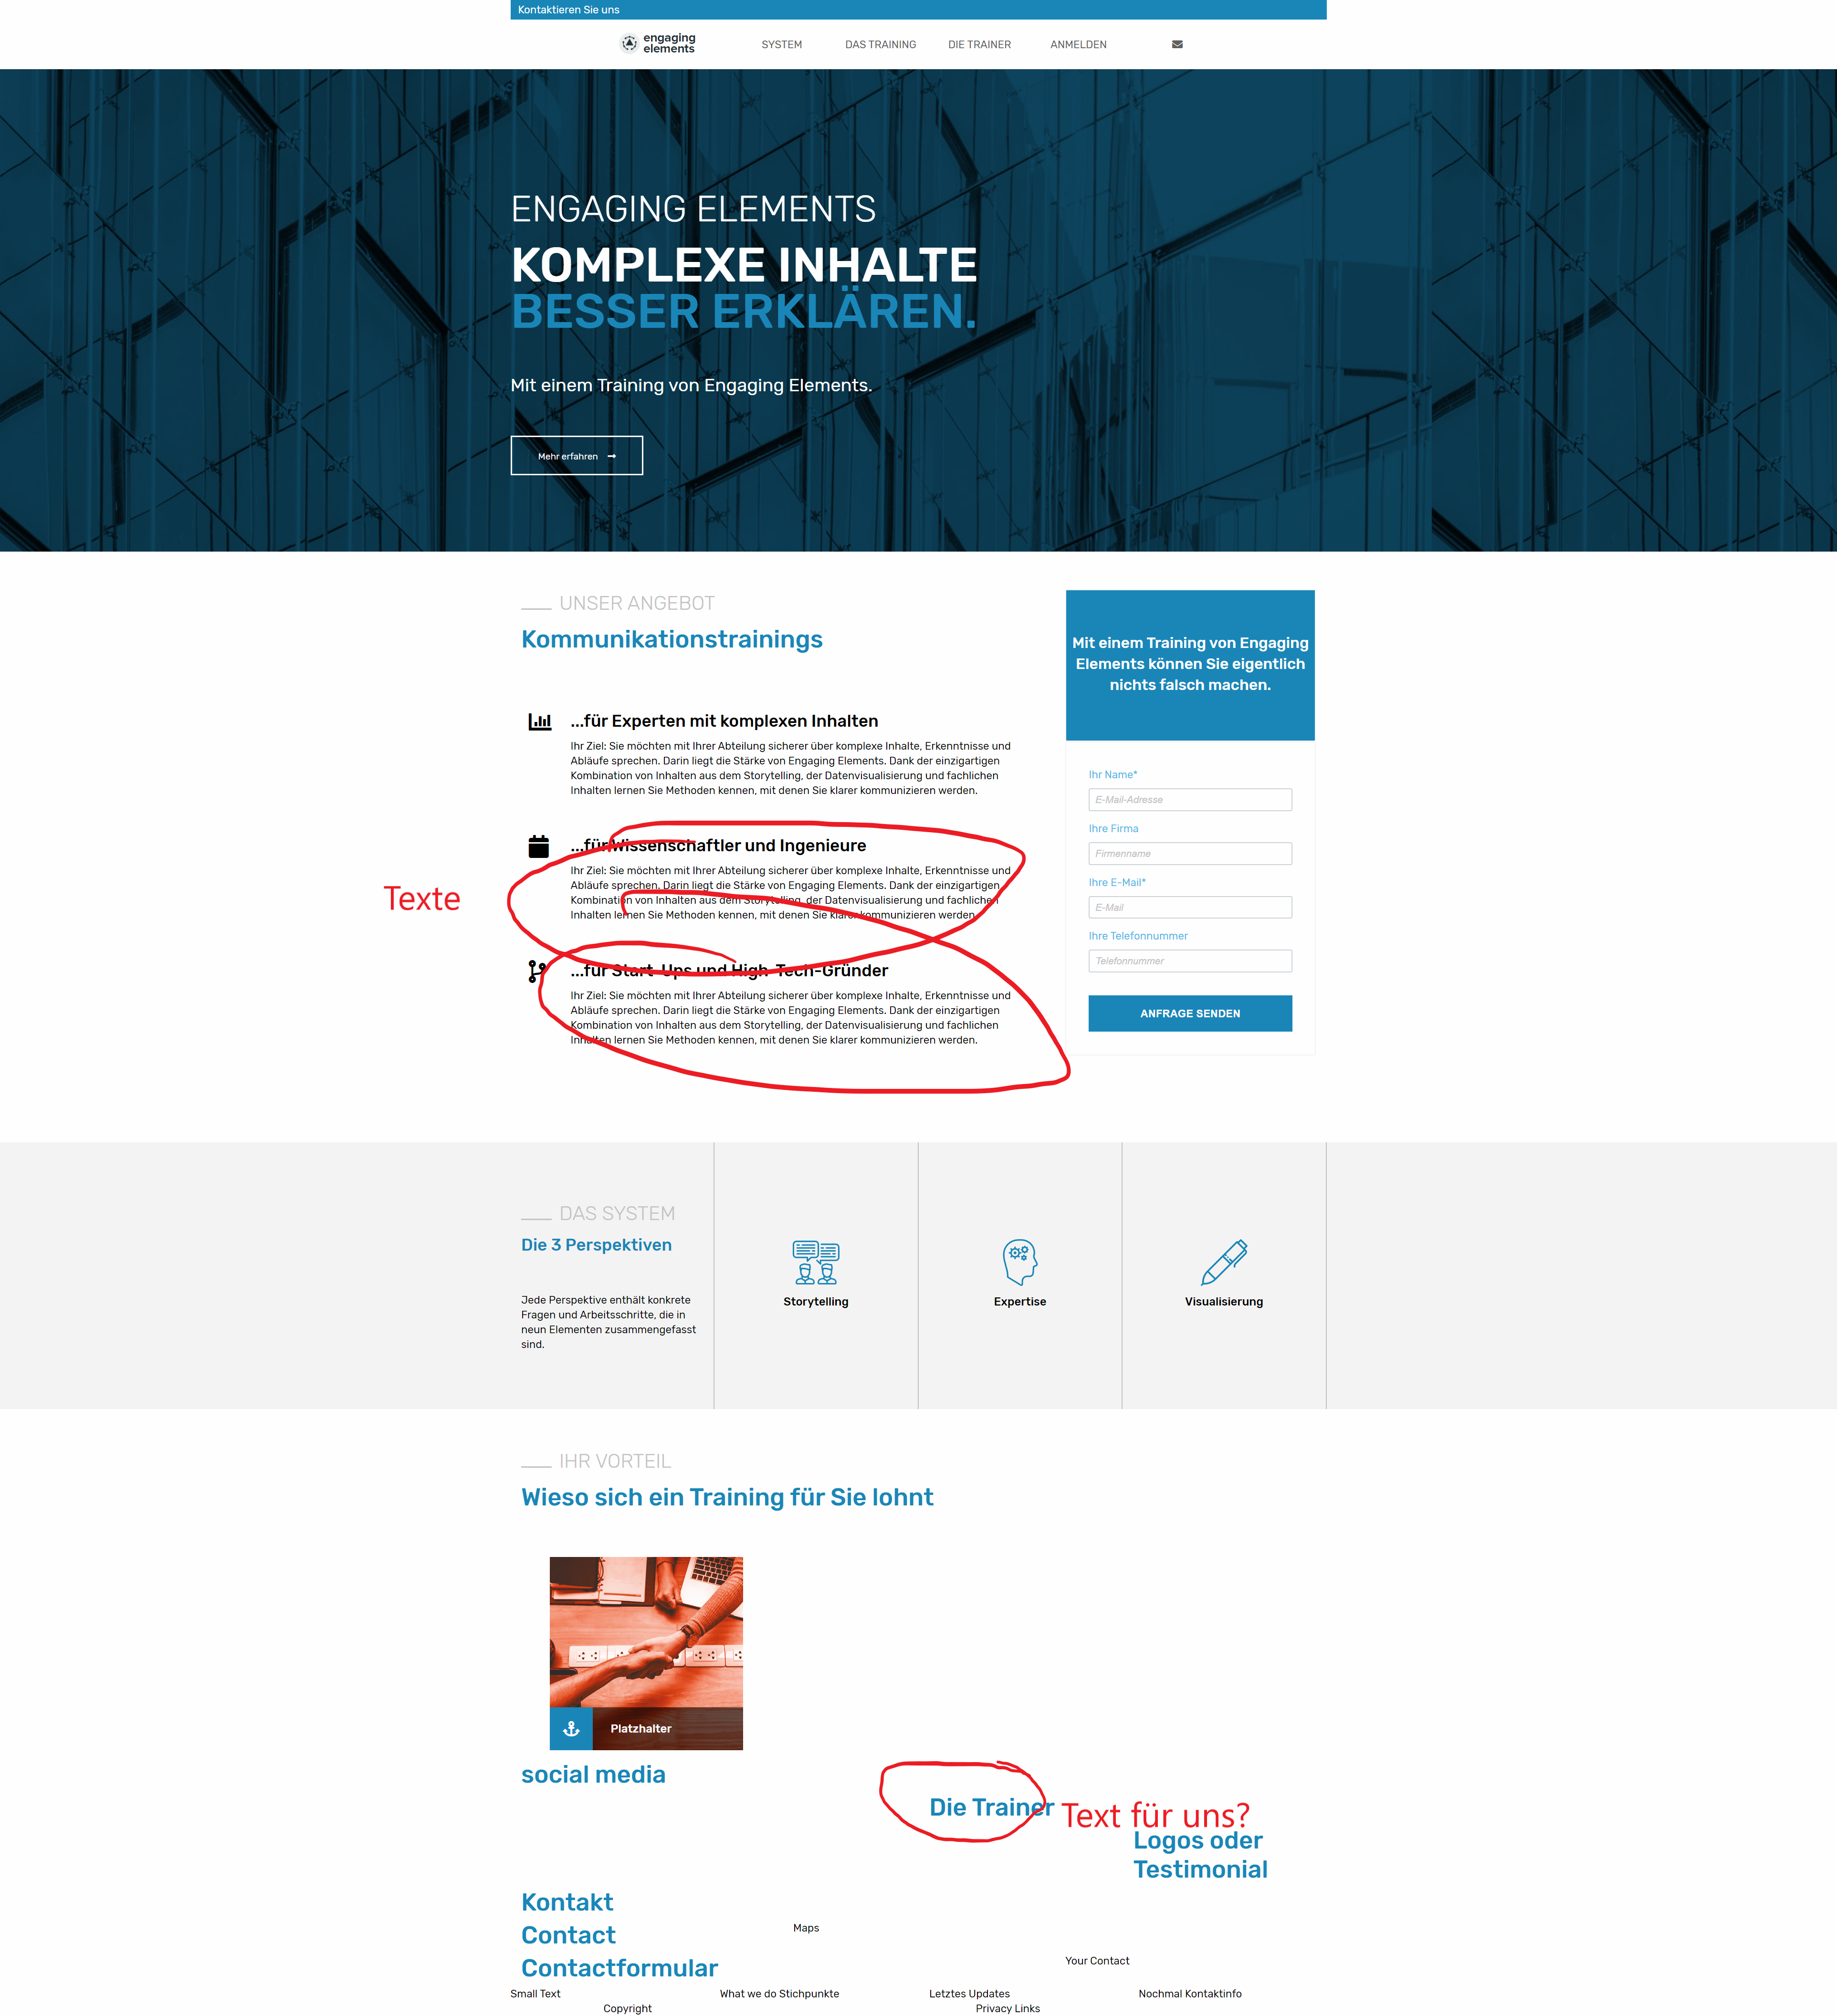 Kontaktieren Sie uns
engaging
elements
SYSTEM
DAS TRAINING
DIE TRAINER
ANMELDEN
ENGAGING ELEMENTS
KOMPLEXE INHALTE
BESSER ERKLÄREN.
Mit einem Training von Engaging Elements.
Mehr erfahren
UNSER ANGEBOT
Kommunikationstrainings
...für Experten mit komplexen Inhalten
Ihr Ziel: Sie möchten mit Ihrer Abteilung sicherer über komplexe Inhalte, Erkenntnisse und
Abläufe sprechen. Darin liegt die Stärke von Engaging Elements. Dank der einzigartigen
Kombination von Inhalten aus dem Storytelling, der Datenvisualisierung und fachlichen
Inhalten lernen Sie Methoden kennen, mit denen Sie klarer kommunizieren werden.
Texte
...für Wissenschaftler und Ingenieure
Ihr Ziel: Sie möchten mit Ihrer Abteilung sicherer über komplexe Inhalte, Erkenntnisse und
Abläufe sprechen. Darin liegt die Stärke von Engaging Elements. Dank der einzigartigen
Kombination von Inhalten aus dem Storytelling, der Datenvisualisierung und fachlichen
Inhalten lernen Sie Methoden kennen, mit denen Sie klarer kommunizieren werden.
...für Start-Ups und High-Tech-Gründer
Ihr Ziel: Sie möchten mit Ihrer Abteilung sicherer über komplexe Inhalte, Erkenntnisse und
Abläufe sprechen. Darin liegt die Stärke von Engaging Elements. Dank der einzigartigen
Kombination von Inhalten aus dem Storytelling, der Datenvisualisierung und fachlichen
Inhalten lernen Sie Methoden kennen, mit denen Sie klarer kommunizieren werden.
Mit einem Training von Engaging
Elements können Sie eigentlich
nichts falsch machen.
Ihr Name*
E-Mail-Adresse
Ihre Firma
Firmenname
Ihre E-Mail*
E-Mail
Ihre Telefonnummer
Telefonnummer
ANFRAGE SENDEN
DAS SYSTEM
Die 3 Perspektiven
Jede Perspektive enthält konkrete
Fragen und Arbeitsschritte, die in
neun Elementen zusammengefasst
sind.
Storytelling
Expertise
Visualisierung
IHR VORTEIL
Wieso sich ein Training für Sie lohnt
Platzhalter
social media
Die Trainer
Text für uns?
Logos oder
Testimonial
Kontakt
Contact
Maps
Contactformular
Your Contact
Small Text
What we do Stichpunkte
Letztes Updates
Nochmal Kontaktinfo
Copyright
Privacy Links